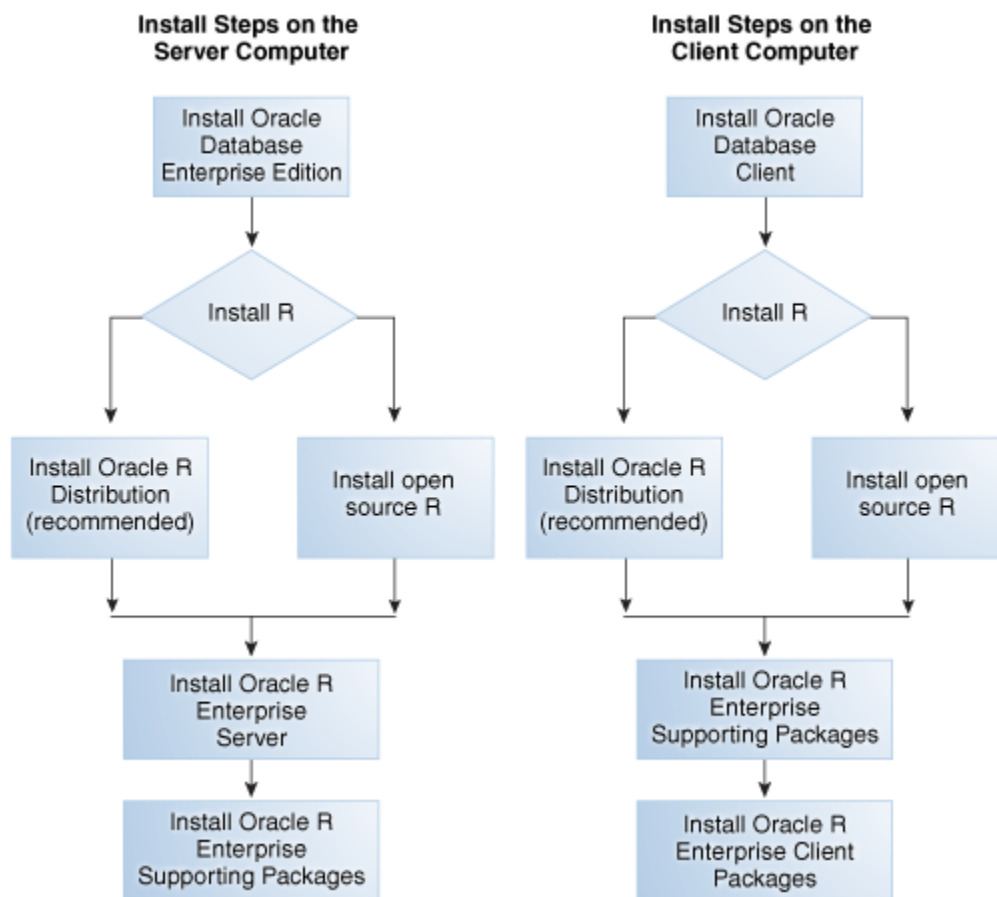 Install Steps on the
Server Computer
Install Oracle
Database
Enterprise Edition
Install R
Install Oracle R
Distribution
(recommended)
Install open
source R
Install Oracle R
Enterprise
Server
Install Oracle R
Enterprise
Supporting Packages
Install Steps on the
Client Computer
Install Oracle
Database
Client
Install R
Install Oracle R
Distribution
(recommended)
Install open
source R
Install Oracle R
Enterprise
Supporting Packages
Install Oracle R
Enterprise Client
Packages